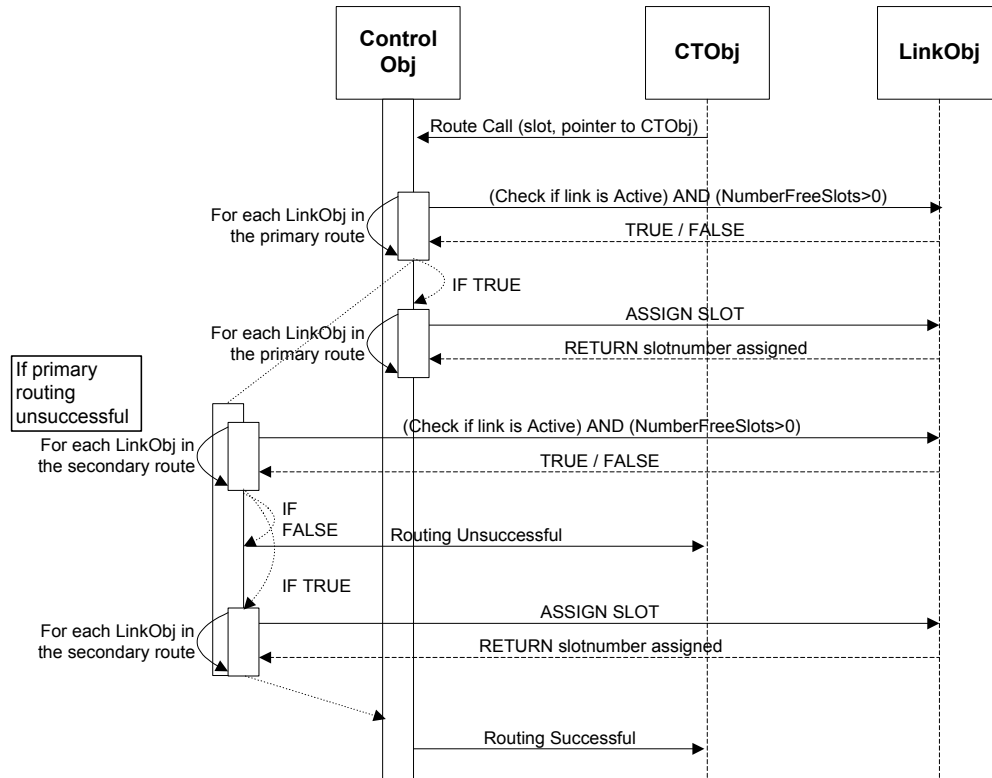 Control
Obj
CTObj
LinkObj
Route Call (slot, pointer to CTObj)
(Check if link is Active) AND (NumberFreeSlots>0)
For each LinkObj in
the primary route
TRUE / FALSE
IF TRUE
ASSIGN SLOT
For each LinkObj in
the primary route
RETURN slotnumber assigned
If primary
routing
unsuccessful
(Check if link is Active) AND (NumberFreeSlots>0)
For each LinkObj in
the secondary route
TRUE / FALSE
IF
FALSE
Routing Unsuccessful
IF TRUE
ASSIGN SLOT
For each LinkObj in
the secondary route
RETURN slotnumber assigned
Routing Successful